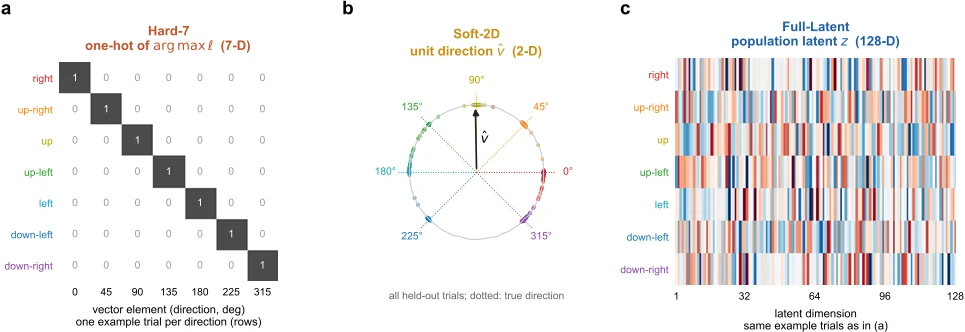 a
Hard-7
one-hot of arg max ℓ (7-D)
right 1 0 0 0 0 0 0
up-right 0 1 0 0 0 0 0
up 0 0 1 0 0 0 0
up-left 0 0 0 1 0 0 0
left 0 0 0 0 1 0 0
down-left 0 0 0 0 0 1 0
down-right 0 0 0 0 0 0 1
0 45 90 135 180 225 315
vector element (direction, deg)
one example trial per direction (rows)
b
Soft-2D
unit direction v̂ (2-D)
90°
135° 45°
v̂
180° 0°
225° 315°
all held-out trials; dotted: true direction
c
Full-Latent
population latent z (128-D)
right
up-right
up
up-left
left
down-left
down-right
1 32 64 96 128
latent dimension
same example trials as in (a)